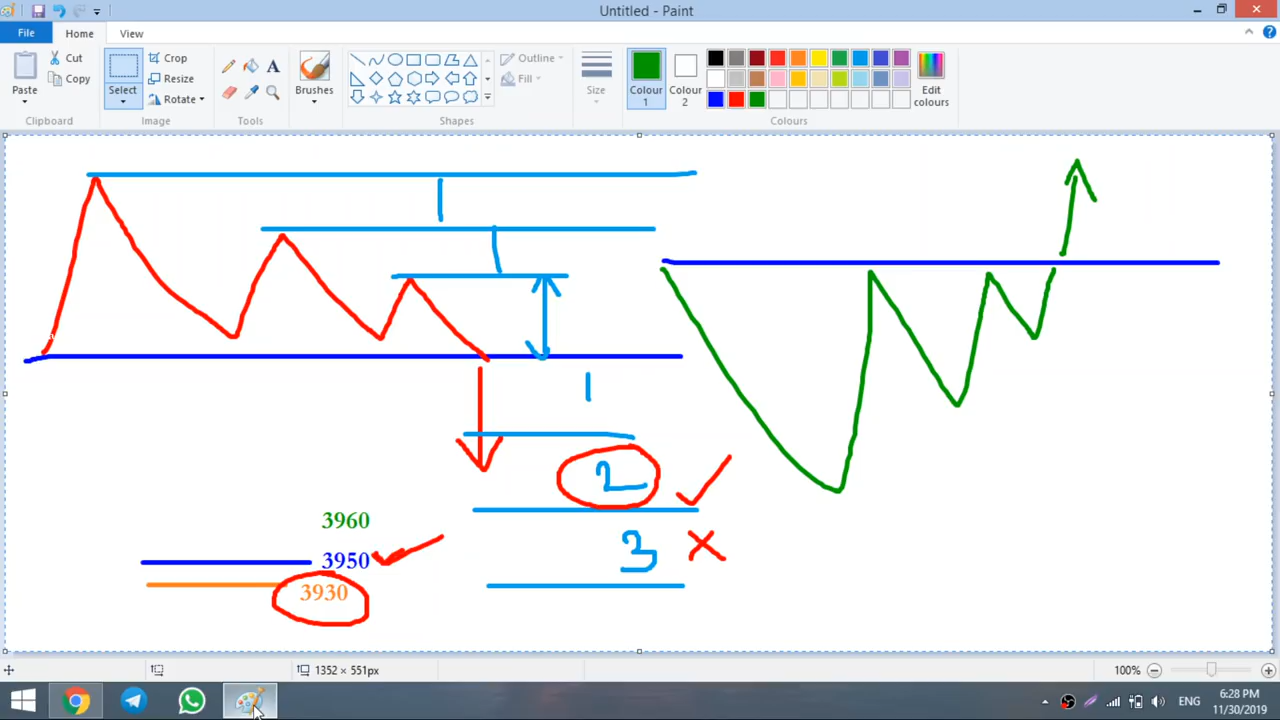 Untitled - Paint
File
Home
View
Paste
Cut
Copy
Clipboard
Select
Crop
Resize
Rotate
Image
Tools
Brushes
Shapes
Outline
Fill
Size
Colour 1
Colour 2
Edit colours
Colours
1
1
1
2
3
3960
3950
3930
1352 × 551px
100%
ENG
6:28 PM
11/30/2019